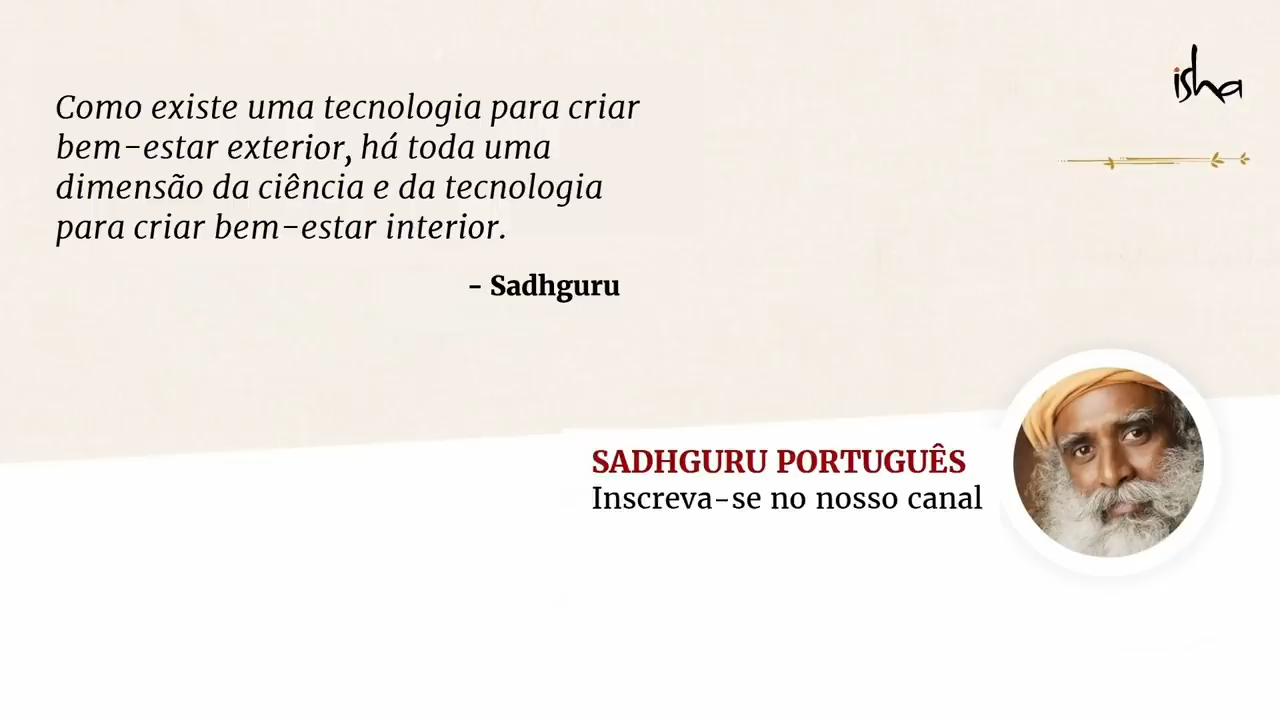 isha
Como existe uma tecnologia para criar
bem-estar exterior, há toda uma
dimensão da ciência e da tecnologia
para criar bem-estar interior.
- Sadhguru
SADHGURU PORTUGUÊS
Inscreva-se no nosso canal